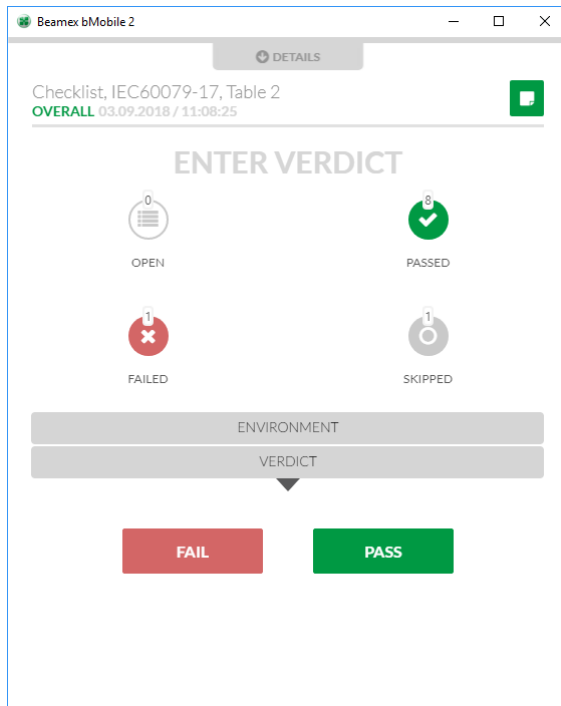 Beamex bMobile 2
DETAILS
Checklist, IEC60079-17, Table 2
OVERALL 03.09.2018 / 11:08:25
ENTER VERDICT
0
8
OPEN
PASSED
1
1
FAILED
SKIPPED
ENVIRONMENT
VERDICT
FAIL
PASS